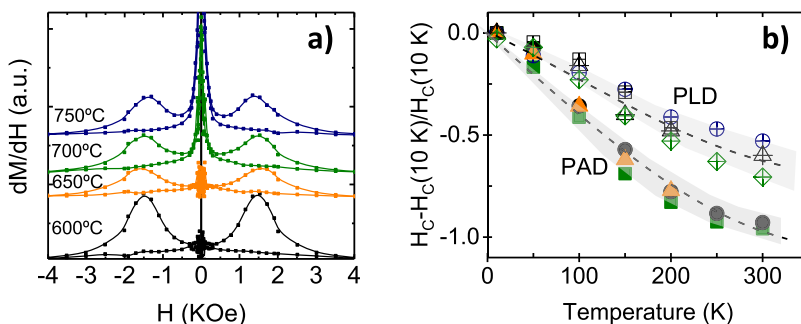 a)
dM/dH (a.u.)
750ºC
700ºC
650ºC
600ºC
-4 -3 -2 -1 0 1 2 3 4
H (KOe)
b)
H_C-H_C(10 K)/H_C(10 K)
0.0
-0.5
-1.0
PLD
PAD
0 100 200 300
Temperature (K)